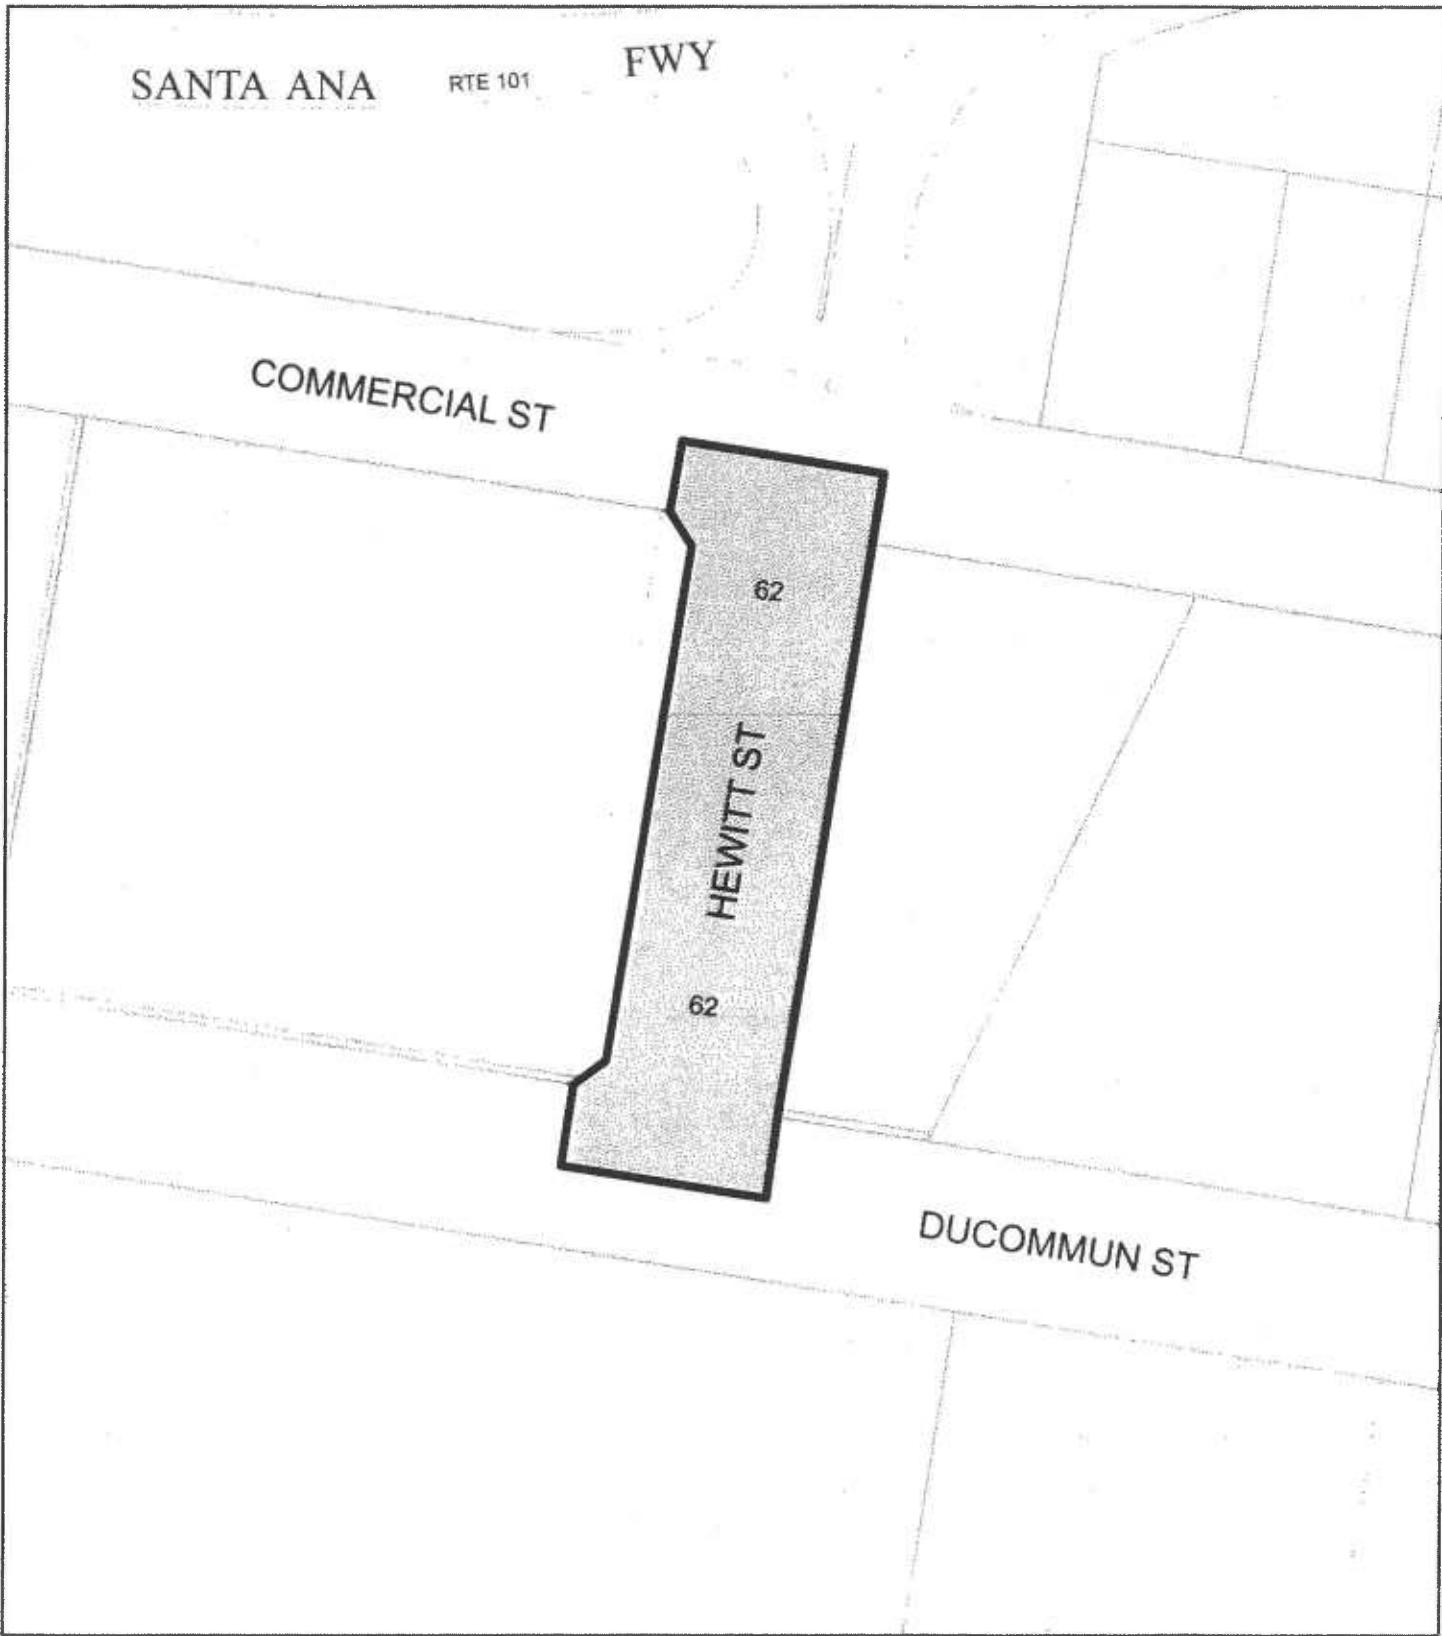 SANTA ANA RTE 101 FWY
COMMERCIAL ST
62
HEWITT ST
62
DUCOMMUN ST